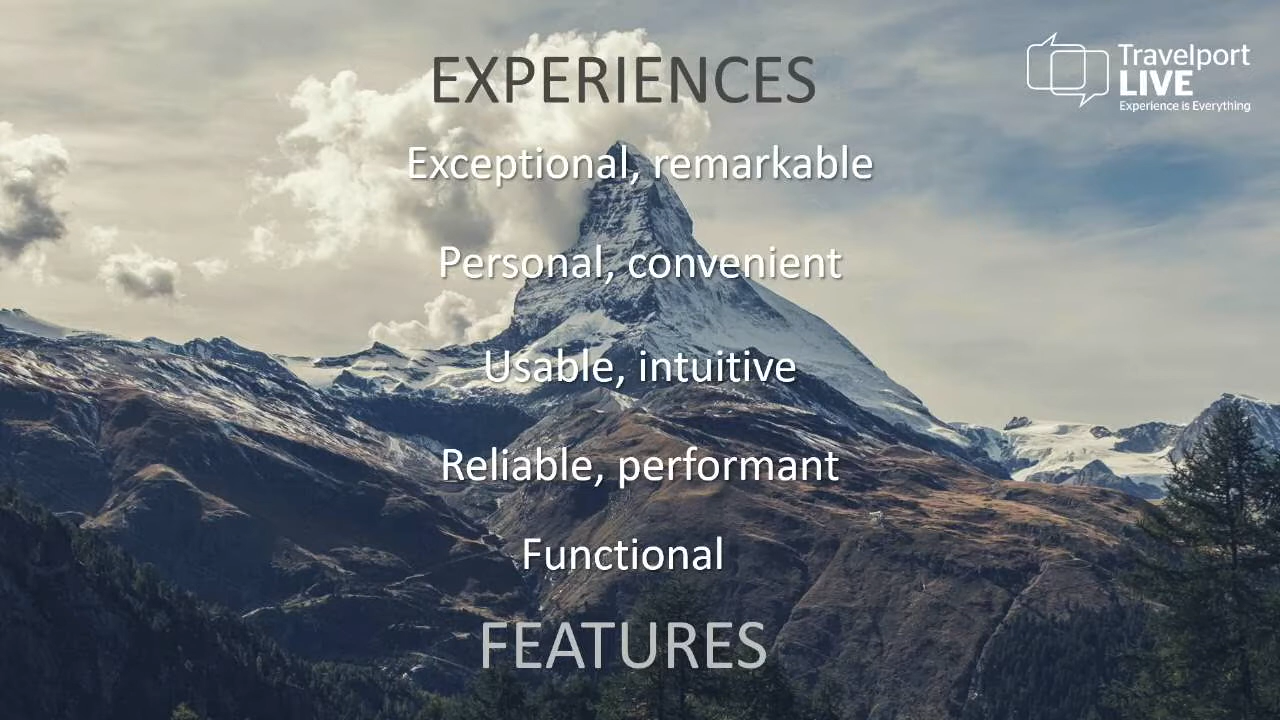 EXPERIENCES
Travelport
LIVE
Experience is Everything
Exceptional, remarkable
Personal, convenient
Usable, intuitive
Reliable, performant
Functional
FEATURES